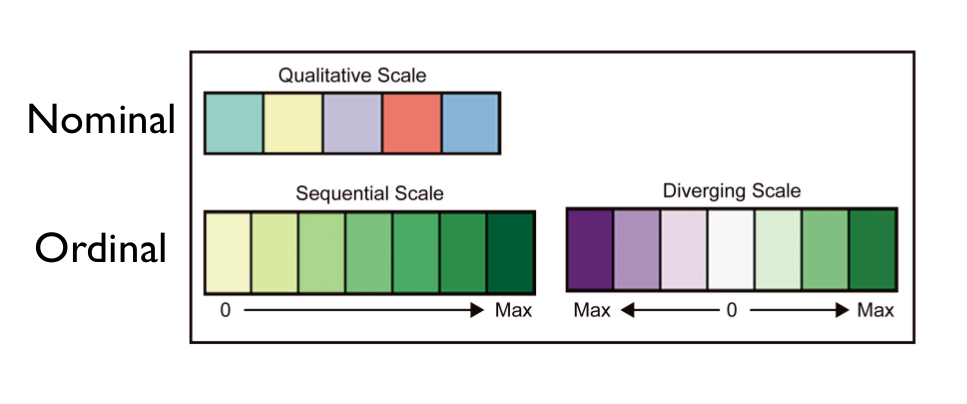 Nominal
Qualitative Scale
Ordinal
Sequential Scale
0 Max
Diverging Scale
Max 0 Max